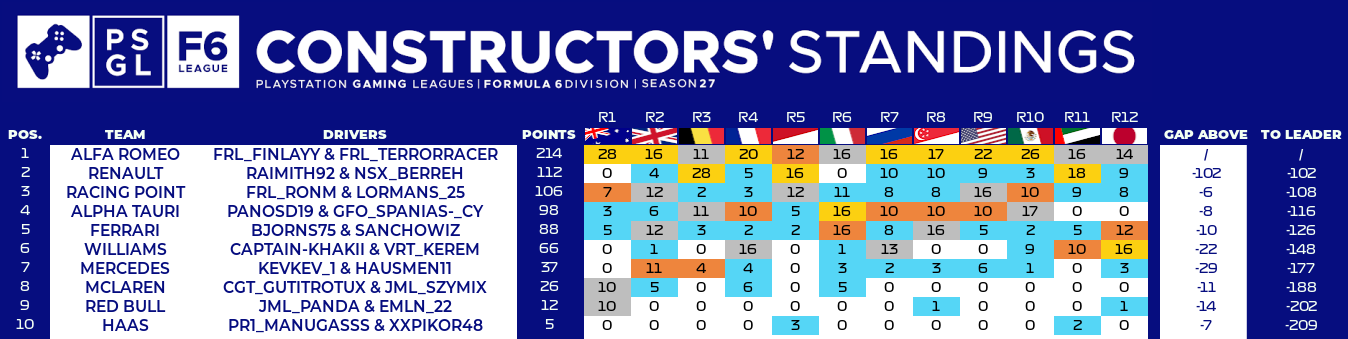 PS
GL
F6
LEAGUE
CONSTRUCTORS' STANDINGS
PLAYSTATION GAMING LEAGUES | FORMULA 6 DIVISION | SEASON 27
R1 R2 R3 R4 R5 R6 R7 R8 R9 R10 R11 R12
POS. TEAM DRIVERS POINTS GAP ABOVE TO LEADER
1 ALFA ROMEO FRL_FINLAYY & FRL_TERRORRACER 214 28 16 11 20 12 16 16 17 22 26 16 14 / /
2 RENAULT RAIMITH92 & NSX_BERREH 112 0 4 28 5 16 0 10 10 9 3 18 9 -102 -102
3 RACING POINT FRL_RONM & LORMANS_25 106 7 12 2 3 12 11 8 8 16 10 9 8 -6 -108
4 ALPHA TAURI PANOSD19 & GFO_SPANIAS-_CY 98 3 6 11 10 5 16 10 10 10 17 0 0 -8 -116
5 FERRARI BJORNS75 & SANCHOWIZ 88 5 12 3 2 2 16 8 16 5 2 5 12 -10 -126
6 WILLIAMS CAPTAIN-KHAKII & VRT_KEREM 66 0 1 0 16 0 1 13 0 0 9 10 16 -22 -148
7 MERCEDES KEVKEV_1 & HAUSMEN11 37 0 11 4 4 0 3 2 3 6 1 0 3 -29 -177
8 MCLAREN CGT_GUTITROTUX & JML_SZYMIX 26 10 5 0 6 0 5 0 0 0 0 0 0 -11 -188
9 RED BULL JML_PANDA & EMLN_22 12 10 0 0 0 0 0 0 1 0 0 0 1 -14 -202
10 HAAS PR1_MANUGASSS & XXPIKOR48 5 0 0 0 0 3 0 0 0 0 0 2 0 -7 -209